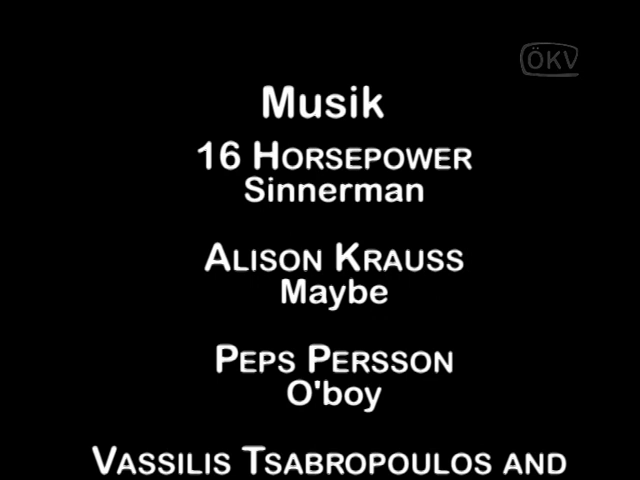 ÖKV
Musik
16 HORSEPOWER
Sinnerman
ALISON KRAUSS
Maybe
PEPS PERSSON
O'boy
VASSILIS TSABROPOULOS AND